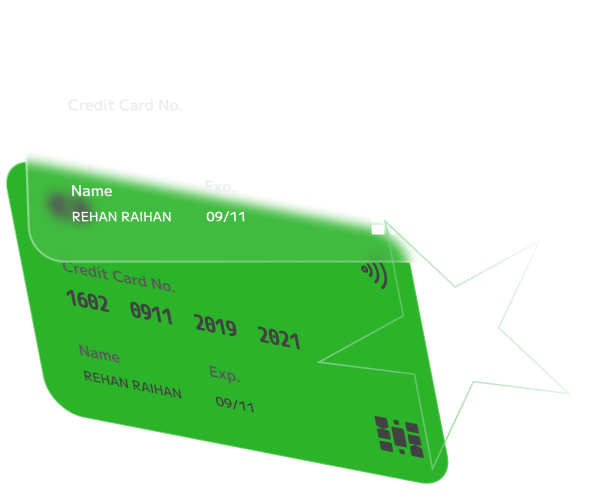 Credit Card No.
Name Exp.
REHAN RAIHAN 09/11
Credit Card No.
1602 0911 2019 2021
Name Exp.
REHAN RAIHAN 09/11